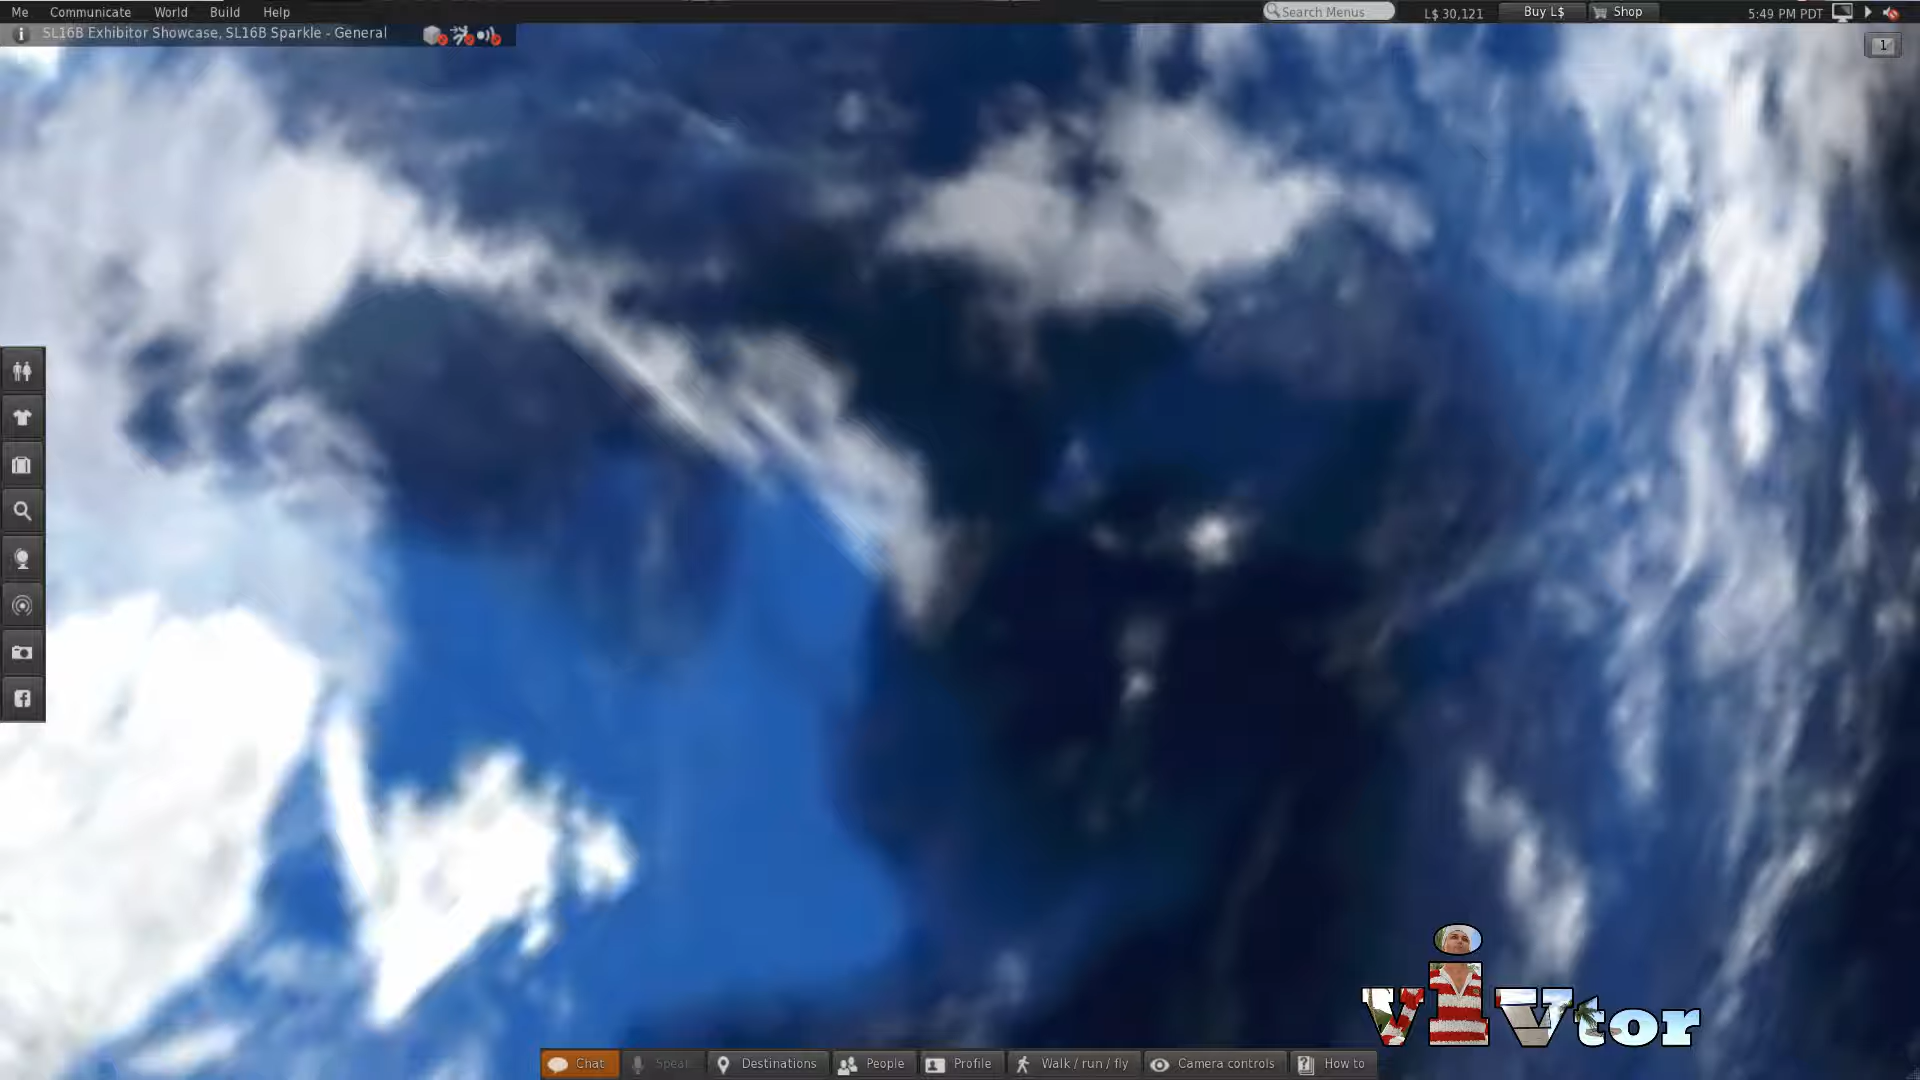 Me Communicate World Build Help Search Menus L$ 30,121 Buy L$ Shop 5:49 PM PDT
SL16B Exhibitor Showcase, SL16B Sparkle - General
1
viVtor
Chat Speak Destinations People Profile Walk / run / fly Camera controls How to